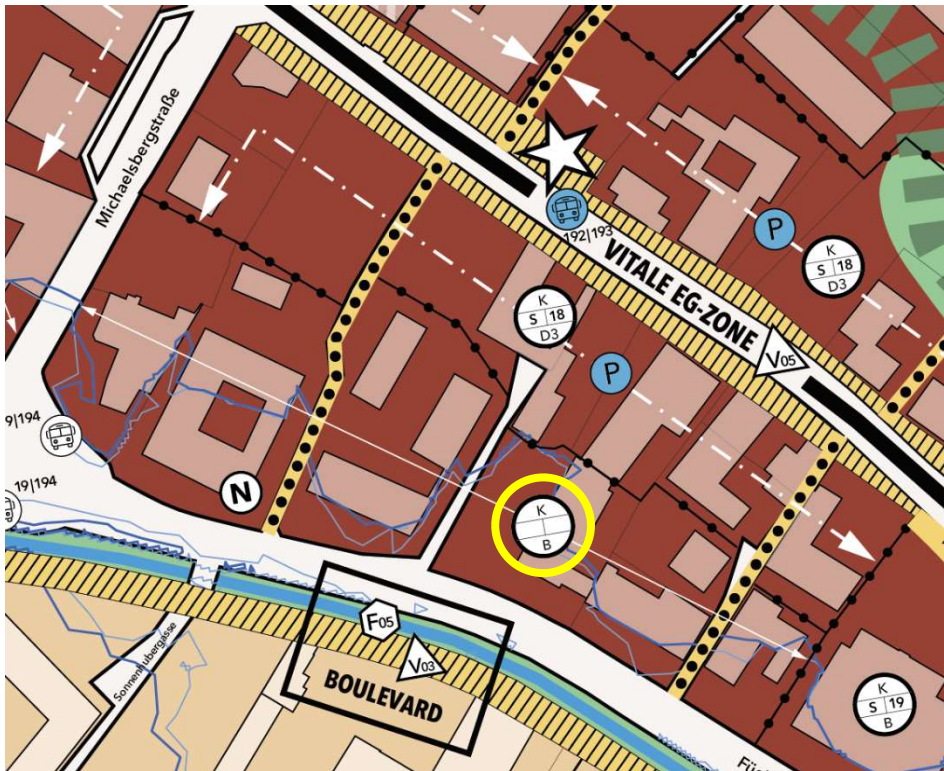 Michaelsbergstraße
192|193
VITALE EG-ZONE
P
K
S 18
D3
K
S 18
D3
V05
P
9|194
19|194
N
K
B
F05
V03
BOULEVARD
Sonnenhubergasse
K
S 19
B